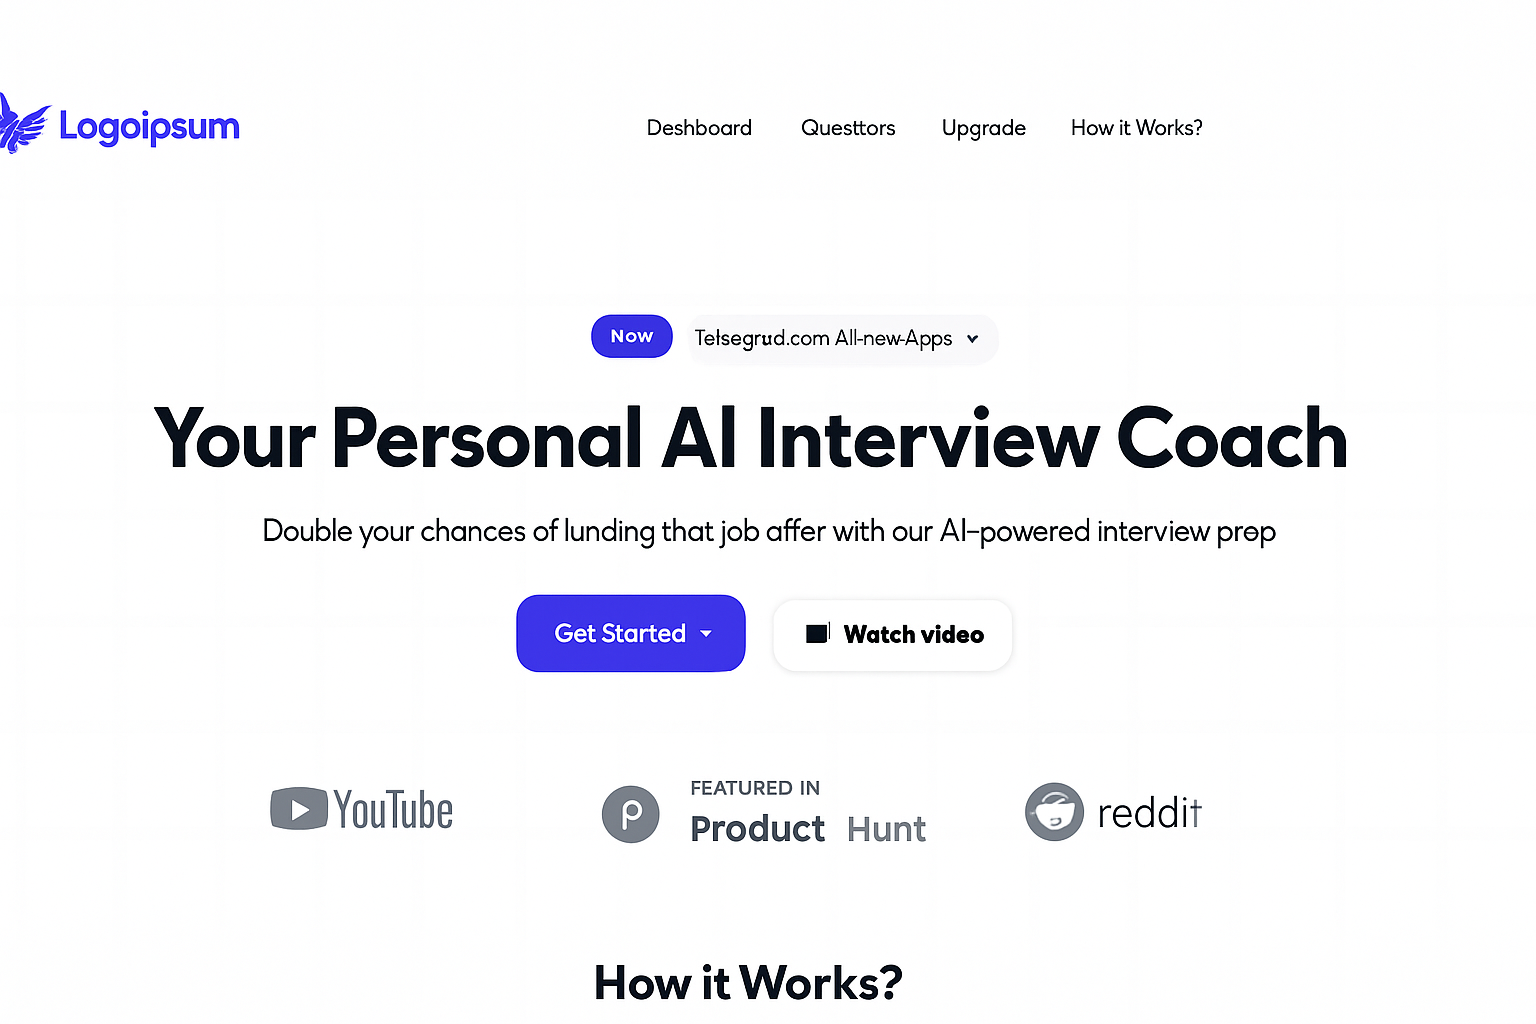 Logoipsum
Deshboard Questtors Upgrade How it Works?
Now Tetsegrud.com All-new-Apps
Your Personal AI Interview Coach
Double your chances of lunding that job affer with our AI-powered interview prep
Get Started Watch video
YouTube
FEATURED IN
Product Hunt
reddit
How it Works?